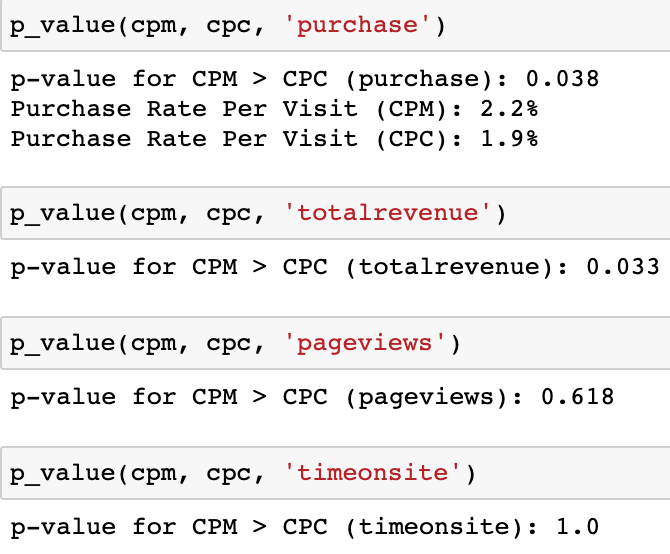 p_value(cpm, cpc, 'purchase')
p-value for CPM > CPC (purchase): 0.038
Purchase Rate Per Visit (CPM): 2.2%
Purchase Rate Per Visit (CPC): 1.9%
p_value(cpm, cpc, 'totalrevenue')
p-value for CPM > CPC (totalrevenue): 0.033
p_value(cpm, cpc, 'pageviews')
p-value for CPM > CPC (pageviews): 0.618
p_value(cpm, cpc, 'timeonsite')
p-value for CPM > CPC (timeonsite): 1.0